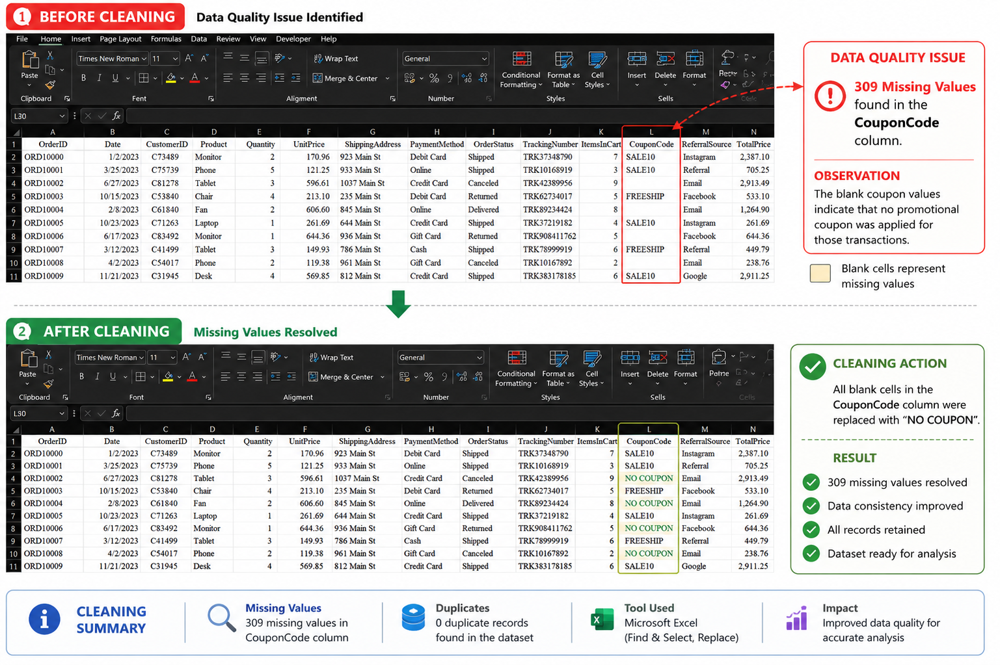 1 BEFORE CLEANING Data Quality Issue Identified
File Home Insert Page Layout Formulas Data Review View Developer Help
Times New Roman 11 Wrap Text General
Paste B I U A Merge & Center % 9 Conditional Formatting Format as Table Cell Styles Insert Delete Format
Clipboard Font Aligment Number Styles Sells
L30 fx
A B C D E F G H I J K L M N
1 OrderID Date CustomerID Product Quantity UnitPrice ShippingAddress PaymentMethod OrderStatus TrackingNumber ItemsInCart CouponCode ReferralSource TotalPrice
2 ORD10000 1/2/2023 C73489 Monitor 2 170.96 923 Main St Debit Card Shipped TRK37348790 7 SALE10 Instagram 2,387.10
3 ORD10001 3/25/2023 C75739 Phone 5 121.25 933 Main St Online Shipped TRK10168919 3 SALE10 Referral 705.25
4 ORD10002 6/27/2023 C81278 Tablet 3 596.61 1037 Main St Credit Card Canceled TRK42389956 9 Email 2,913.49
5 ORD10003 10/15/2023 C53840 Chair 4 213.10 235 Main St Debit Card Returned TRK62734017 5 FREESHIP Facebook 533.10
6 ORD10004 2/8/2023 C61840 Fan 2 606.60 845 Main St Online Delivered TRK89234424 8 Email 1,264.90
7 ORD10005 10/23/2023 C71263 Laptop 1 261.69 644 Main St Credit Card Shipped TRK37219182 4 SALE10 Instagram 261.69
8 ORD10006 6/17/2023 C83492 Monitor 1 644.36 936 Main St Gift Card Returned TRK908411762 5 Facebook 644.36
9 ORD10007 3/12/2023 C41499 Tablet 3 149.93 786 Main St Cash Shipped TRK78999919 6 FREESHIP Referral 449.79
10 ORD10008 4/2/2023 C54017 Phone 2 119.38 961 Main St Gift Card Canceled TRK10167892 2 Email 238.76
11 ORD10009 11/21/2023 C31945 Desk 4 569.85 812 Main St Credit Card Shipped TRK383178185 6 SALE10 Google 2,911.25
DATA QUALITY ISSUE
309 Missing Values
found in the
CouponCode
column.
OBSERVATION
The blank coupon values
indicate that no promotional
coupon was applied for
those transactions.
Blank cells represent
missing values
2 AFTER CLEANING Missing Values Resolved
Times New Roman 11 Wrap Text General
Paste B I U A Merge & Center % 9 Conditional Formatting Format as Table Cell Styles Insert Delete Format
Clipboard Font Aligment Number Styles Sells
L30 fx
A B C D E F G H I J K L M N
1 OrderID Date CustomerID Product Quantity UnitPrice ShippingAddress PaymentMethod OrderStatus TrackingNumber ItemsInCart CouponCode ReferralSource TotalPrice
2 ORD10000 1/2/2023 C73489 Monitor 2 170.96 923 Main St Debit Card Shipped TRK37348790 7 SALE10 Instagram 2,387.10
3 ORD10001 3/25/2023 C75739 Phone 5 121.25 933 Main St Online Shipped TRK10168919 3 SALE10 Referral 705.25
4 ORD10002 6/27/2023 C81278 Tablet 3 596.61 1037 Main St Credit Card Canceled TRK42389956 9 NO COUPON Email 2,913.49
5 ORD10003 10/15/2023 C53840 Chair 4 213.10 235 Main St Debit Card Returned TRK62734017 5 FREESHIP Facebook 533.10
6 ORD10004 2/8/2023 C61840 Fan 2 606.60 845 Main St Online Delivered TRK89234424 8 NO COUPON Email 1,264.90
7 ORD10005 10/23/2023 C71263 Laptop 1 261.69 644 Main St Credit Card Shipped TRK37219182 4 SALE10 Instagram 261.69
8 ORD10006 6/17/2023 C83492 Monitor 1 644.36 936 Main St Gift Card Returned TRK908411762 5 NO COUPON Facebook 644.36
9 ORD10007 3/12/2023 C41499 Tablet 3 149.93 786 Main St Cash Shipped TRK78999919 6 FREESHIP Referral 449.79
10 ORD10008 4/2/2023 C54017 Phone 2 119.38 961 Main St Gift Card Canceled TRK10167892 2 NO COUPON Email 238.76
11 ORD10009 11/21/2023 C31945 Desk 4 569.85 812 Main St Credit Card Shipped TRK383178185 6 SALE10 Google 2,911.25
CLEANING ACTION
All blank cells in the
CouponCode column were
replaced with “NO COUPON”.
RESULT
309 missing values resolved
Data consistency improved
All records retained
Dataset ready for analysis
CLEANING
SUMMARY
Missing Values
309 missing values in
CouponCode column
Duplicates
0 duplicate records
found in the dataset
Tool Used
Microsoft Excel
(Find & Select, Replace)
Impact
Improved data quality for
accurate analysis